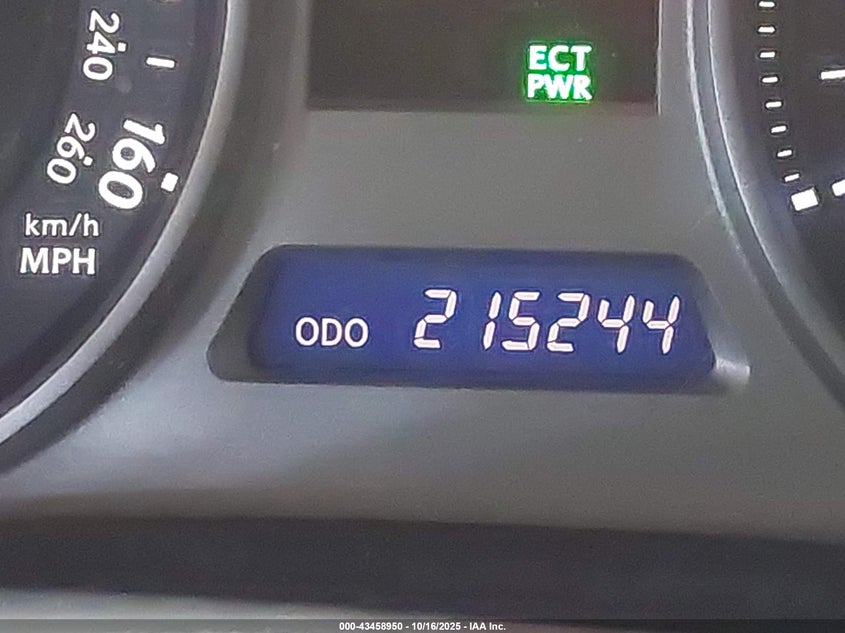 240
260
160
km/h
MPH
ECT
PWR
ODO 215244
000-43458950 - 10/16/2025 - IAA Inc.